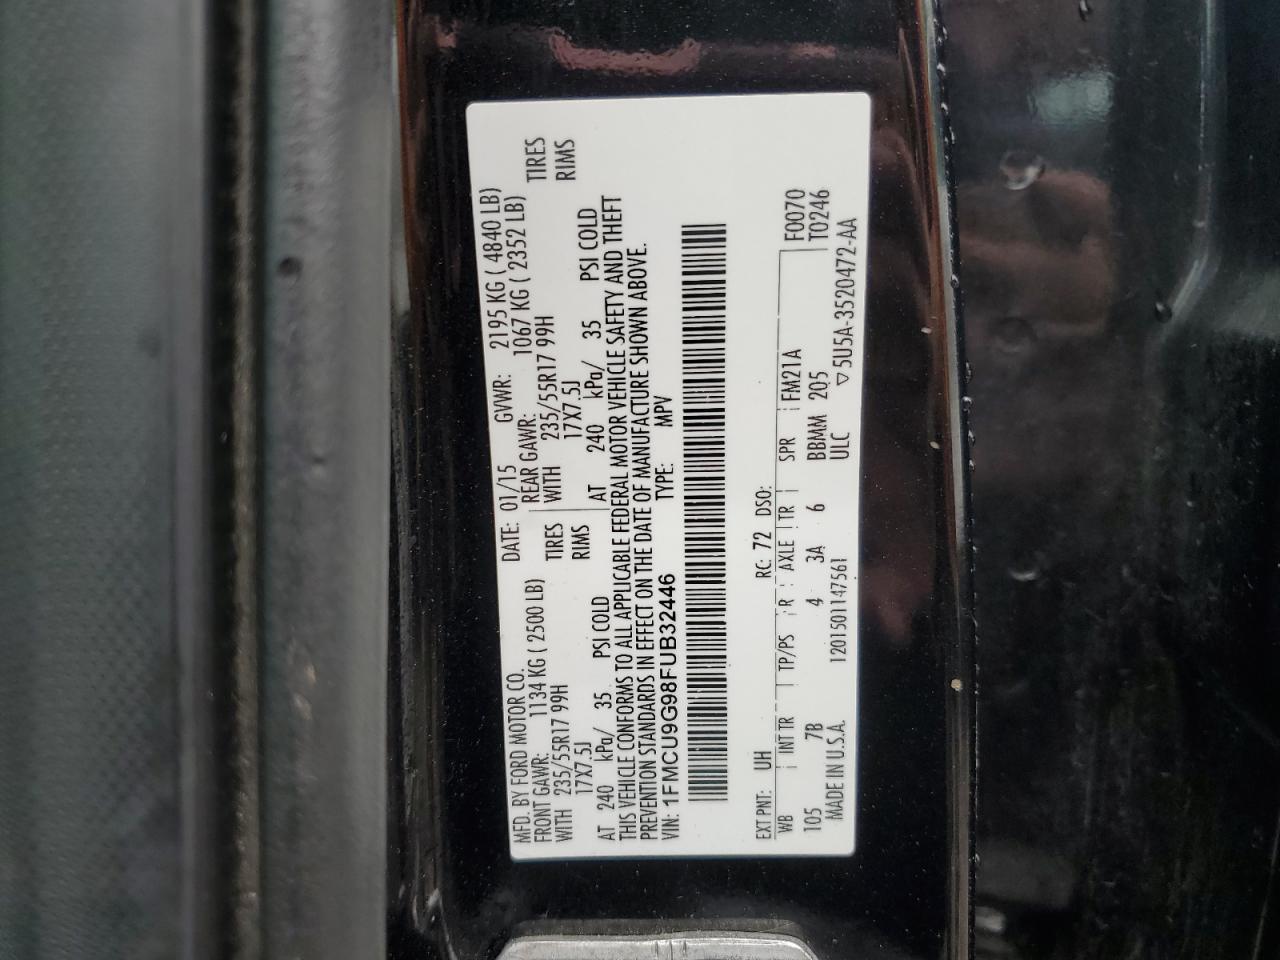 MFD. BY FORD MOTOR CO. DATE: 01/15 GVWR: 2195 KG ( 4840 LB)
FRONT GAWR: 1134 KG ( 2500 LB) REAR GAWR: 1067 KG ( 2352 LB)
WITH 235/55R17 99H TIRES WITH 235/55R17 99H TIRES
17X7.5J RIMS 17X7.5J RIMS
AT 240 kPa/ 35 PSI COLD AT 240 kPa/ 35 PSI COLD
THIS VEHICLE CONFORMS TO ALL APPLICABLE FEDERAL MOTOR VEHICLE SAFETY AND THEFT
PREVENTION STANDARDS IN EFFECT ON THE DATE OF MANUFACTURE SHOWN ABOVE.
VIN: 1FMCU9G98FUB32446 TYPE: MPV
EXT PNT: UH RC: 72 DSO:
WB INT TR TP/PS R AXLE TR SPR FM21A F0070
105 7B 4 3A 6 BBMM 205 T0246
MADE IN U.S.A. 120150114756 1 ULC ▽5U5A-3520472-AA